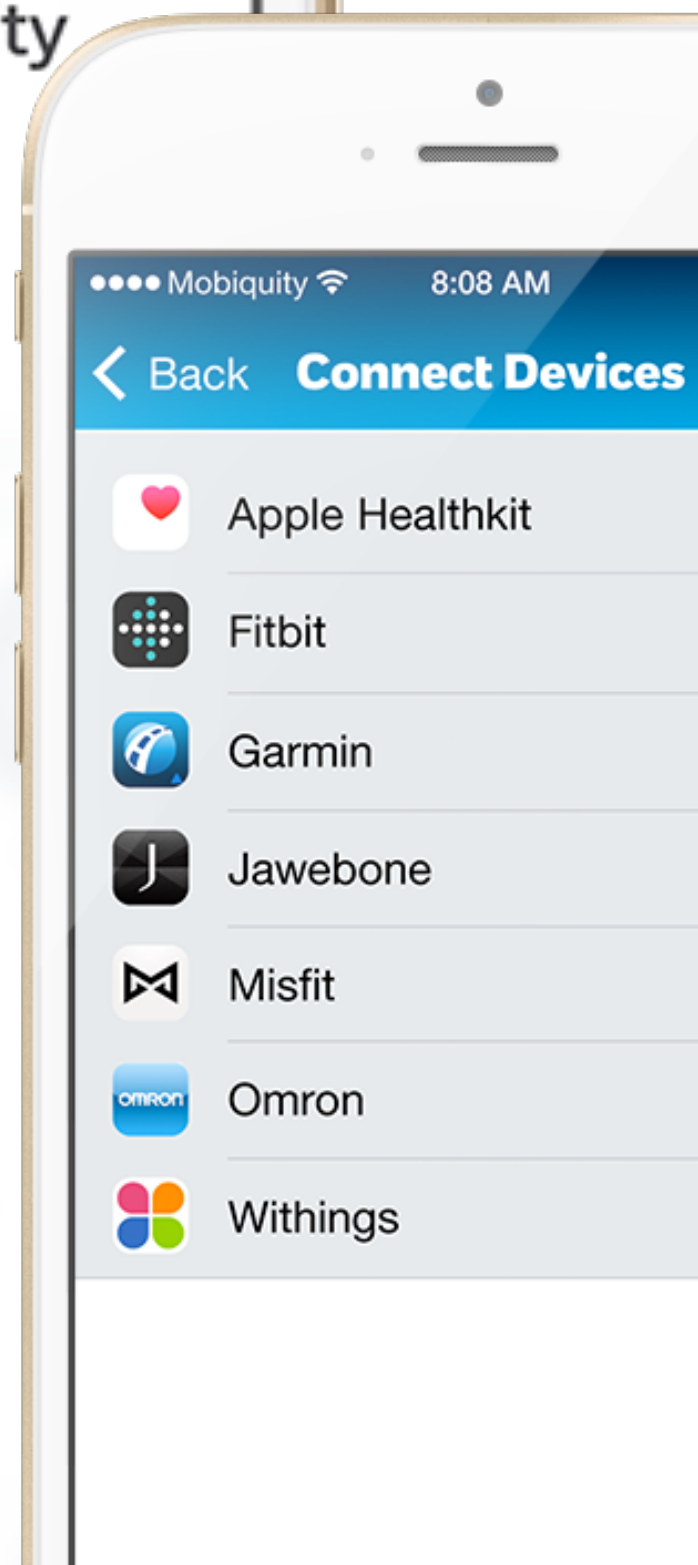 ty
Mobiquity 8:08 AM
Back Connect Devices
Apple Healthkit
Fitbit
Garmin
Jawebone
Misfit
OMRON Omron
Withings